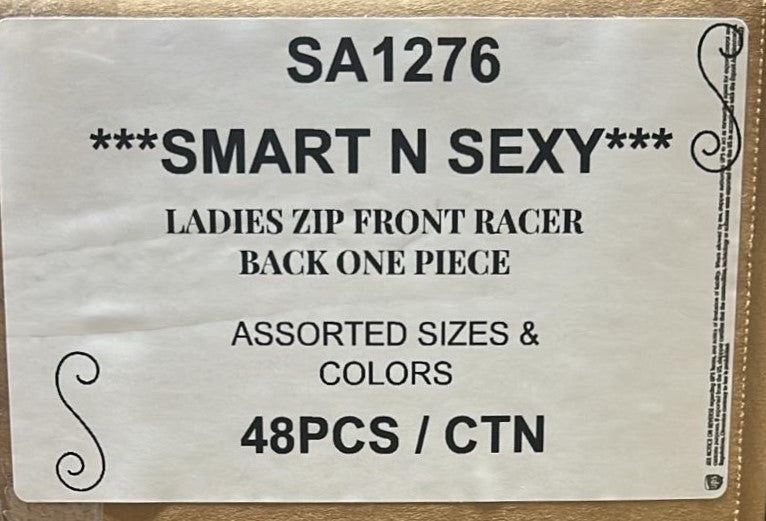 SA1276
***SMART N SEXY***
LADIES ZIP FRONT RACER
BACK ONE PIECE
ASSORTED SIZES &
COLORS
48PCS / CTN